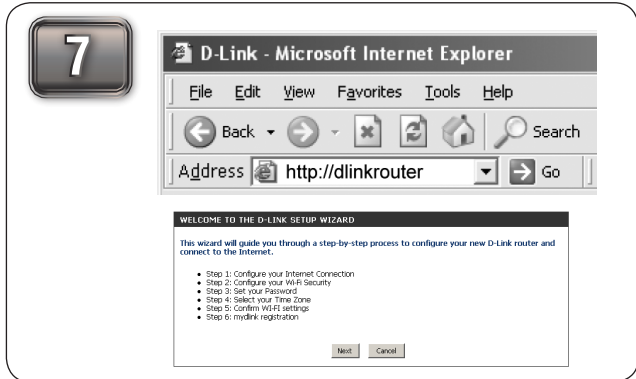 7
D-Link - Microsoft Internet Explorer
File Edit View Favorites Tools Help
Back Search
Address http://dlinkrouter Go
WELCOME TO THE D-LINK SETUP WIZARD
This wizard will guide you through a step-by-step process to configure your new D-Link router and
connect to the Internet.
• Step 1: Configure your Internet Connection
• Step 2: Configure your Wi-Fi Security
• Step 3: Set your Password
• Step 4: Select your Time Zone
• Step 5: Confirm WI-FI settings
• Step 6: mydlink registration
Next Cancel